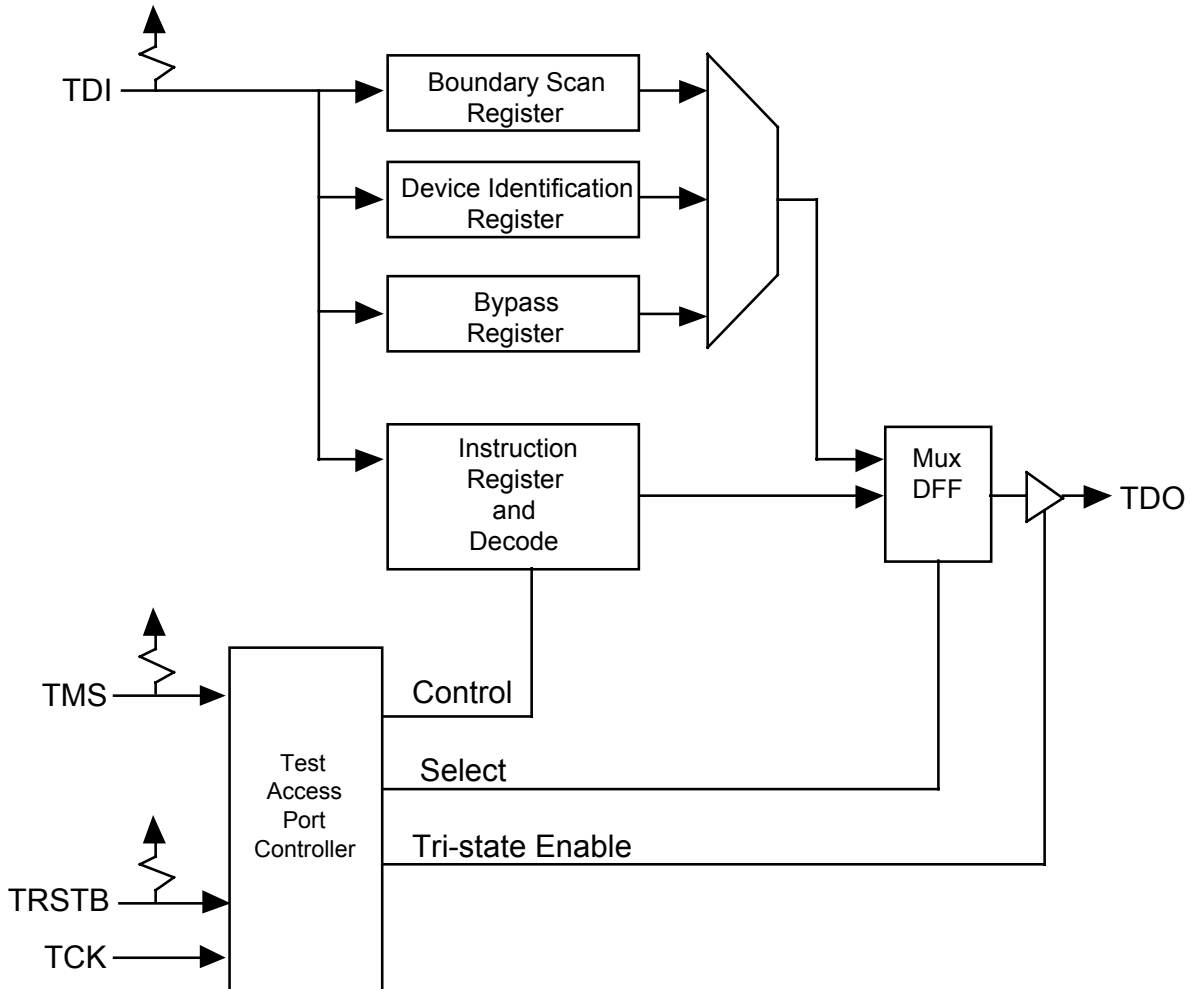 TDI
Boundary Scan
Register
Device Identification
Register
Bypass
Register
Instruction
Register
and
Decode
Mux
DFF
TDO
TMS
Control
Test
Access
Port
Controller
Select
Tri-state Enable
TRSTB
TCK